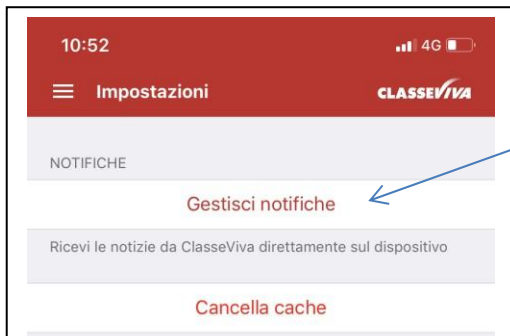 10:52
4G
Impostazioni
CLASSEVIVA
NOTIFICHE
Gestisci notifiche
Ricevi le notizie da ClasseViva direttamente sul dispositivo
Cancella cache